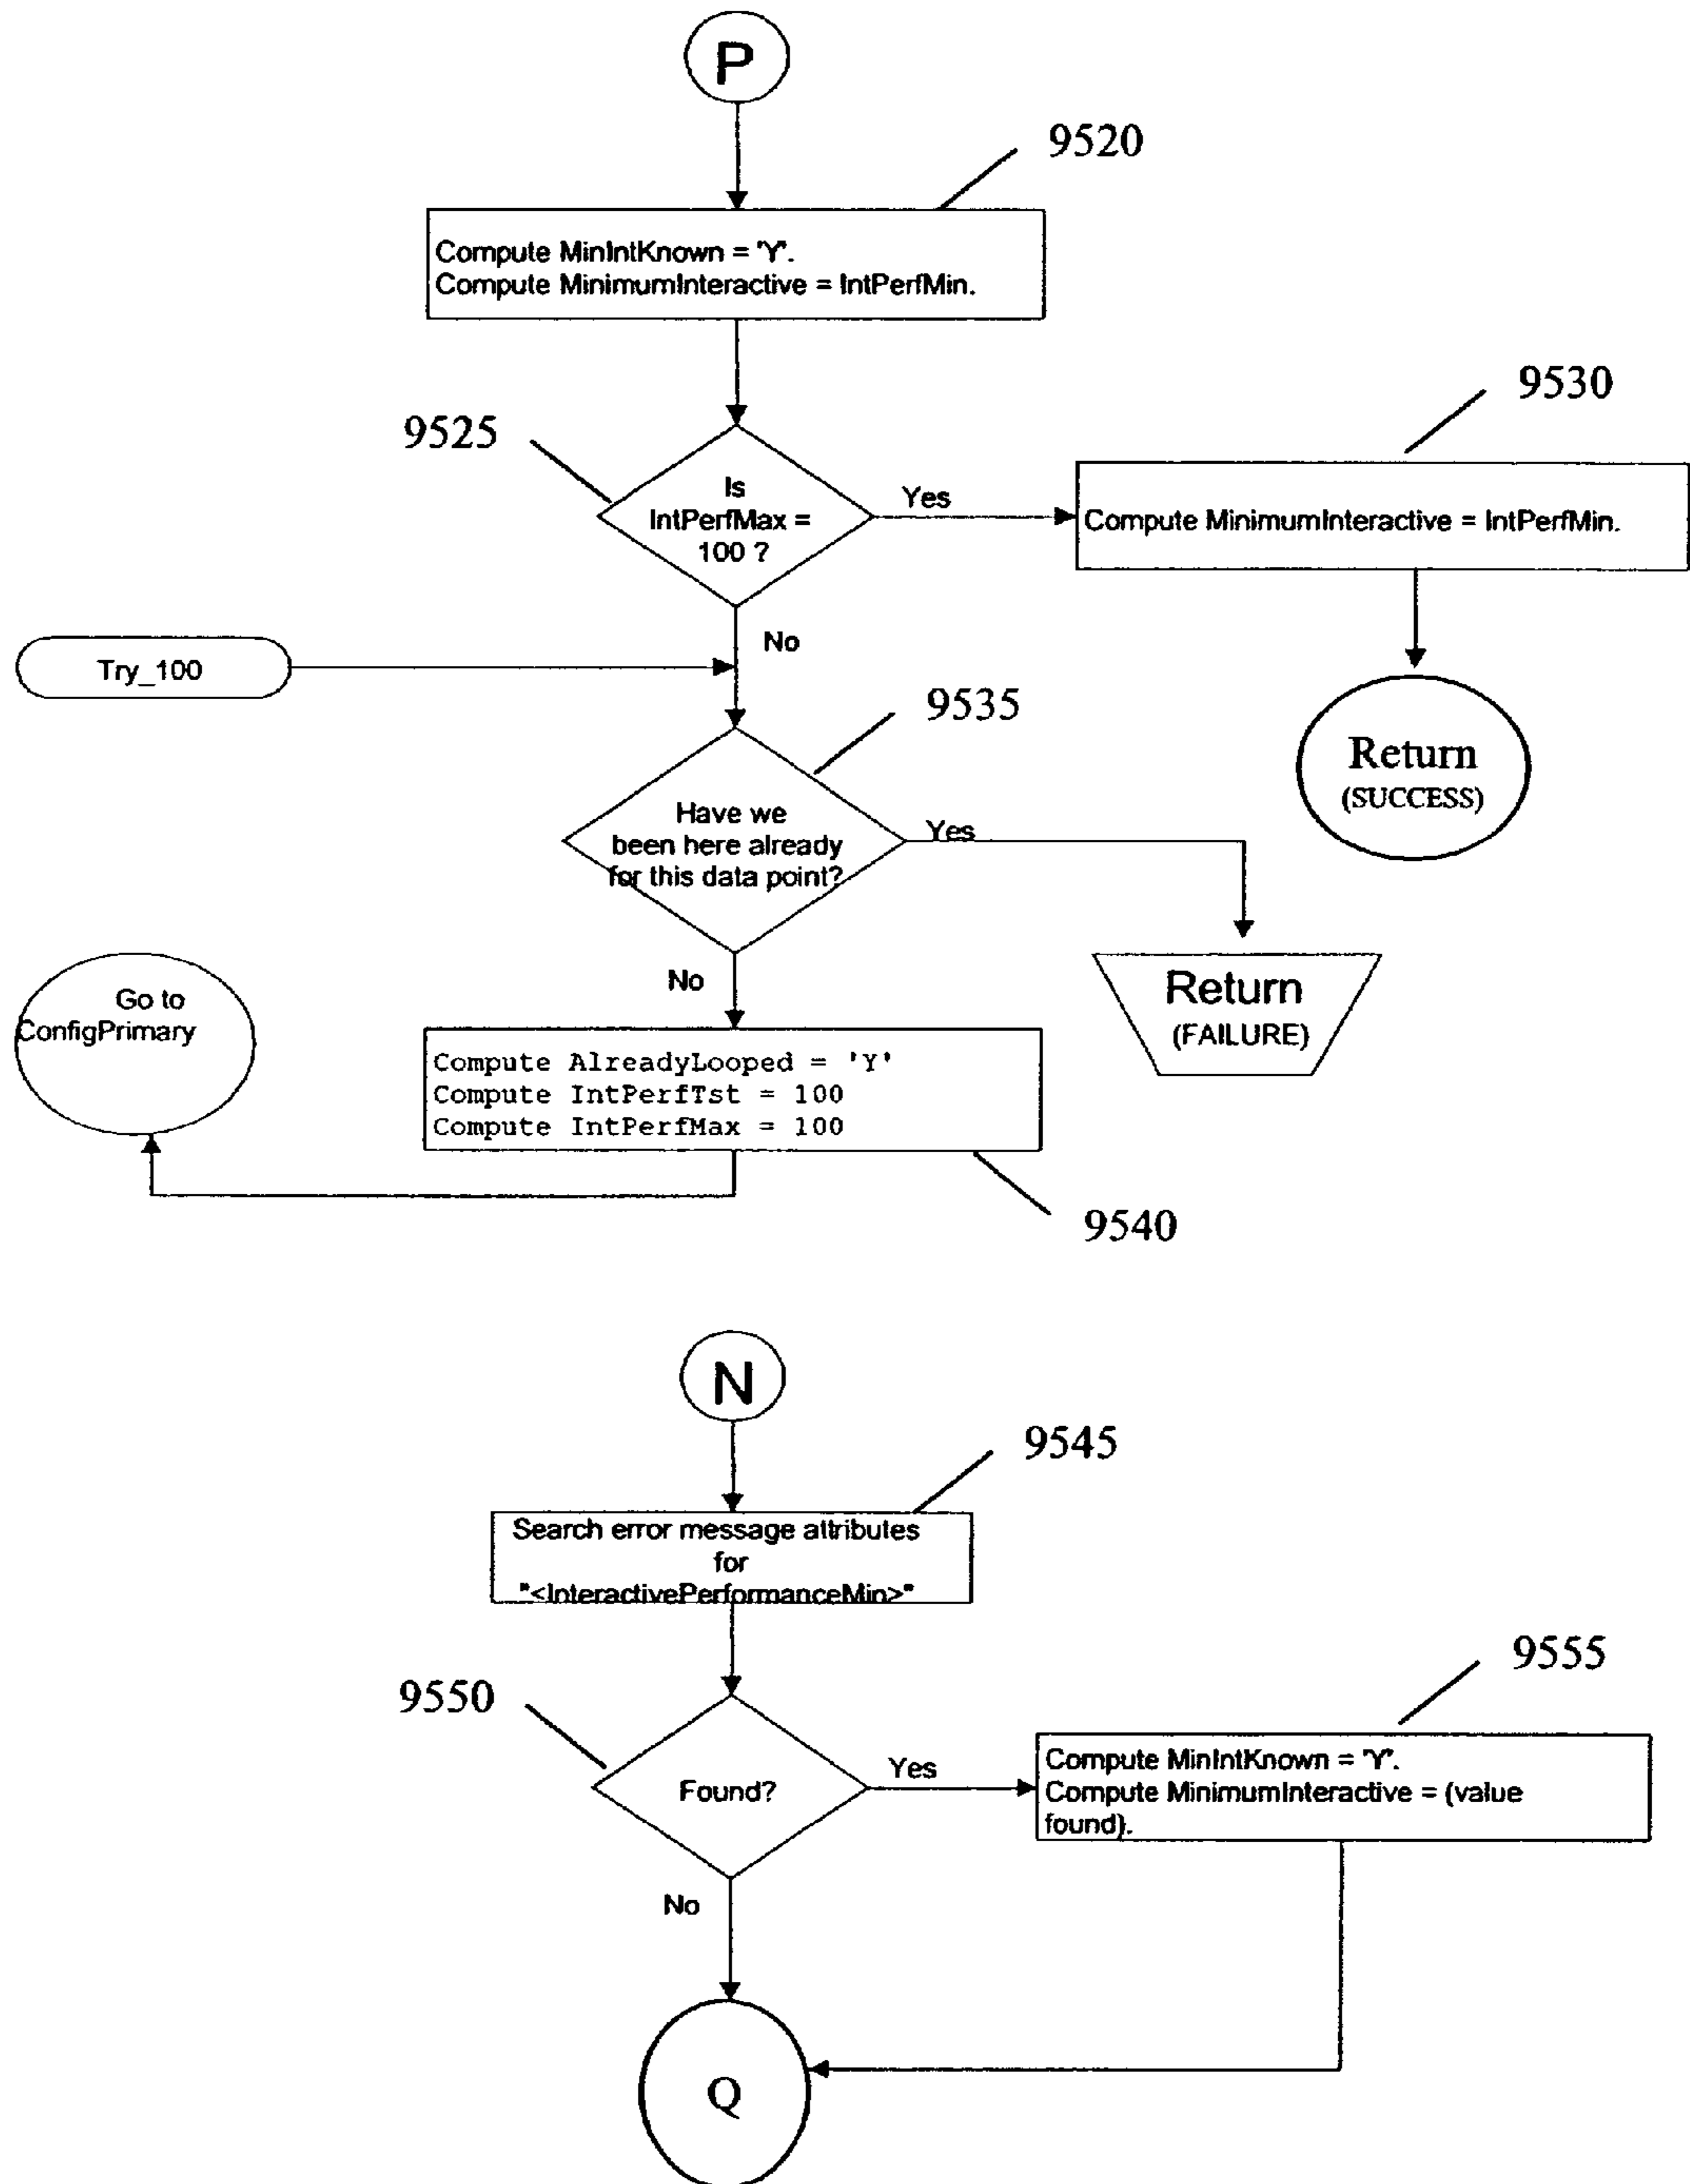 P
9520
Compute MinIntKnown = 'Y'.
Compute MinimumInteractive = IntPerfMin.
9530
9525
Is
IntPerfMax =
100 ?
Yes
Compute MinimumInteractive = IntPerfMin.
No
Try_100
9535
Return
(SUCCESS)
Have we
been here already
for this data point?
Yes
No
Return
(FAILURE)
Go to
ConfigPrimary
Compute AlreadyLooped = 'Y'
Compute IntPerfTst = 100
Compute IntPerfMax = 100
9540
N
9545
Search error message attributes
for
"<InteractivePerformanceMin>"
9555
9550
Found?
Yes
Compute MinIntKnown = 'Y'.
Compute MinimumInteractive = (value
found).
No
Q